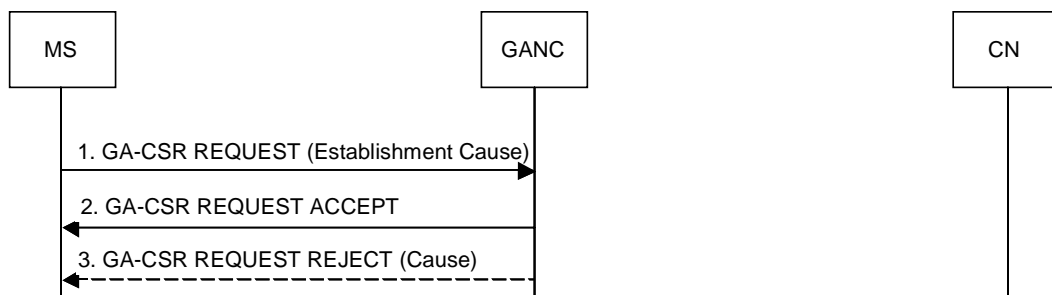 MS
GANC
CN
1. GA-CSR REQUEST (Establishment Cause)
2. GA-CSR REQUEST ACCEPT
3. GA-CSR REQUEST REJECT (Cause)